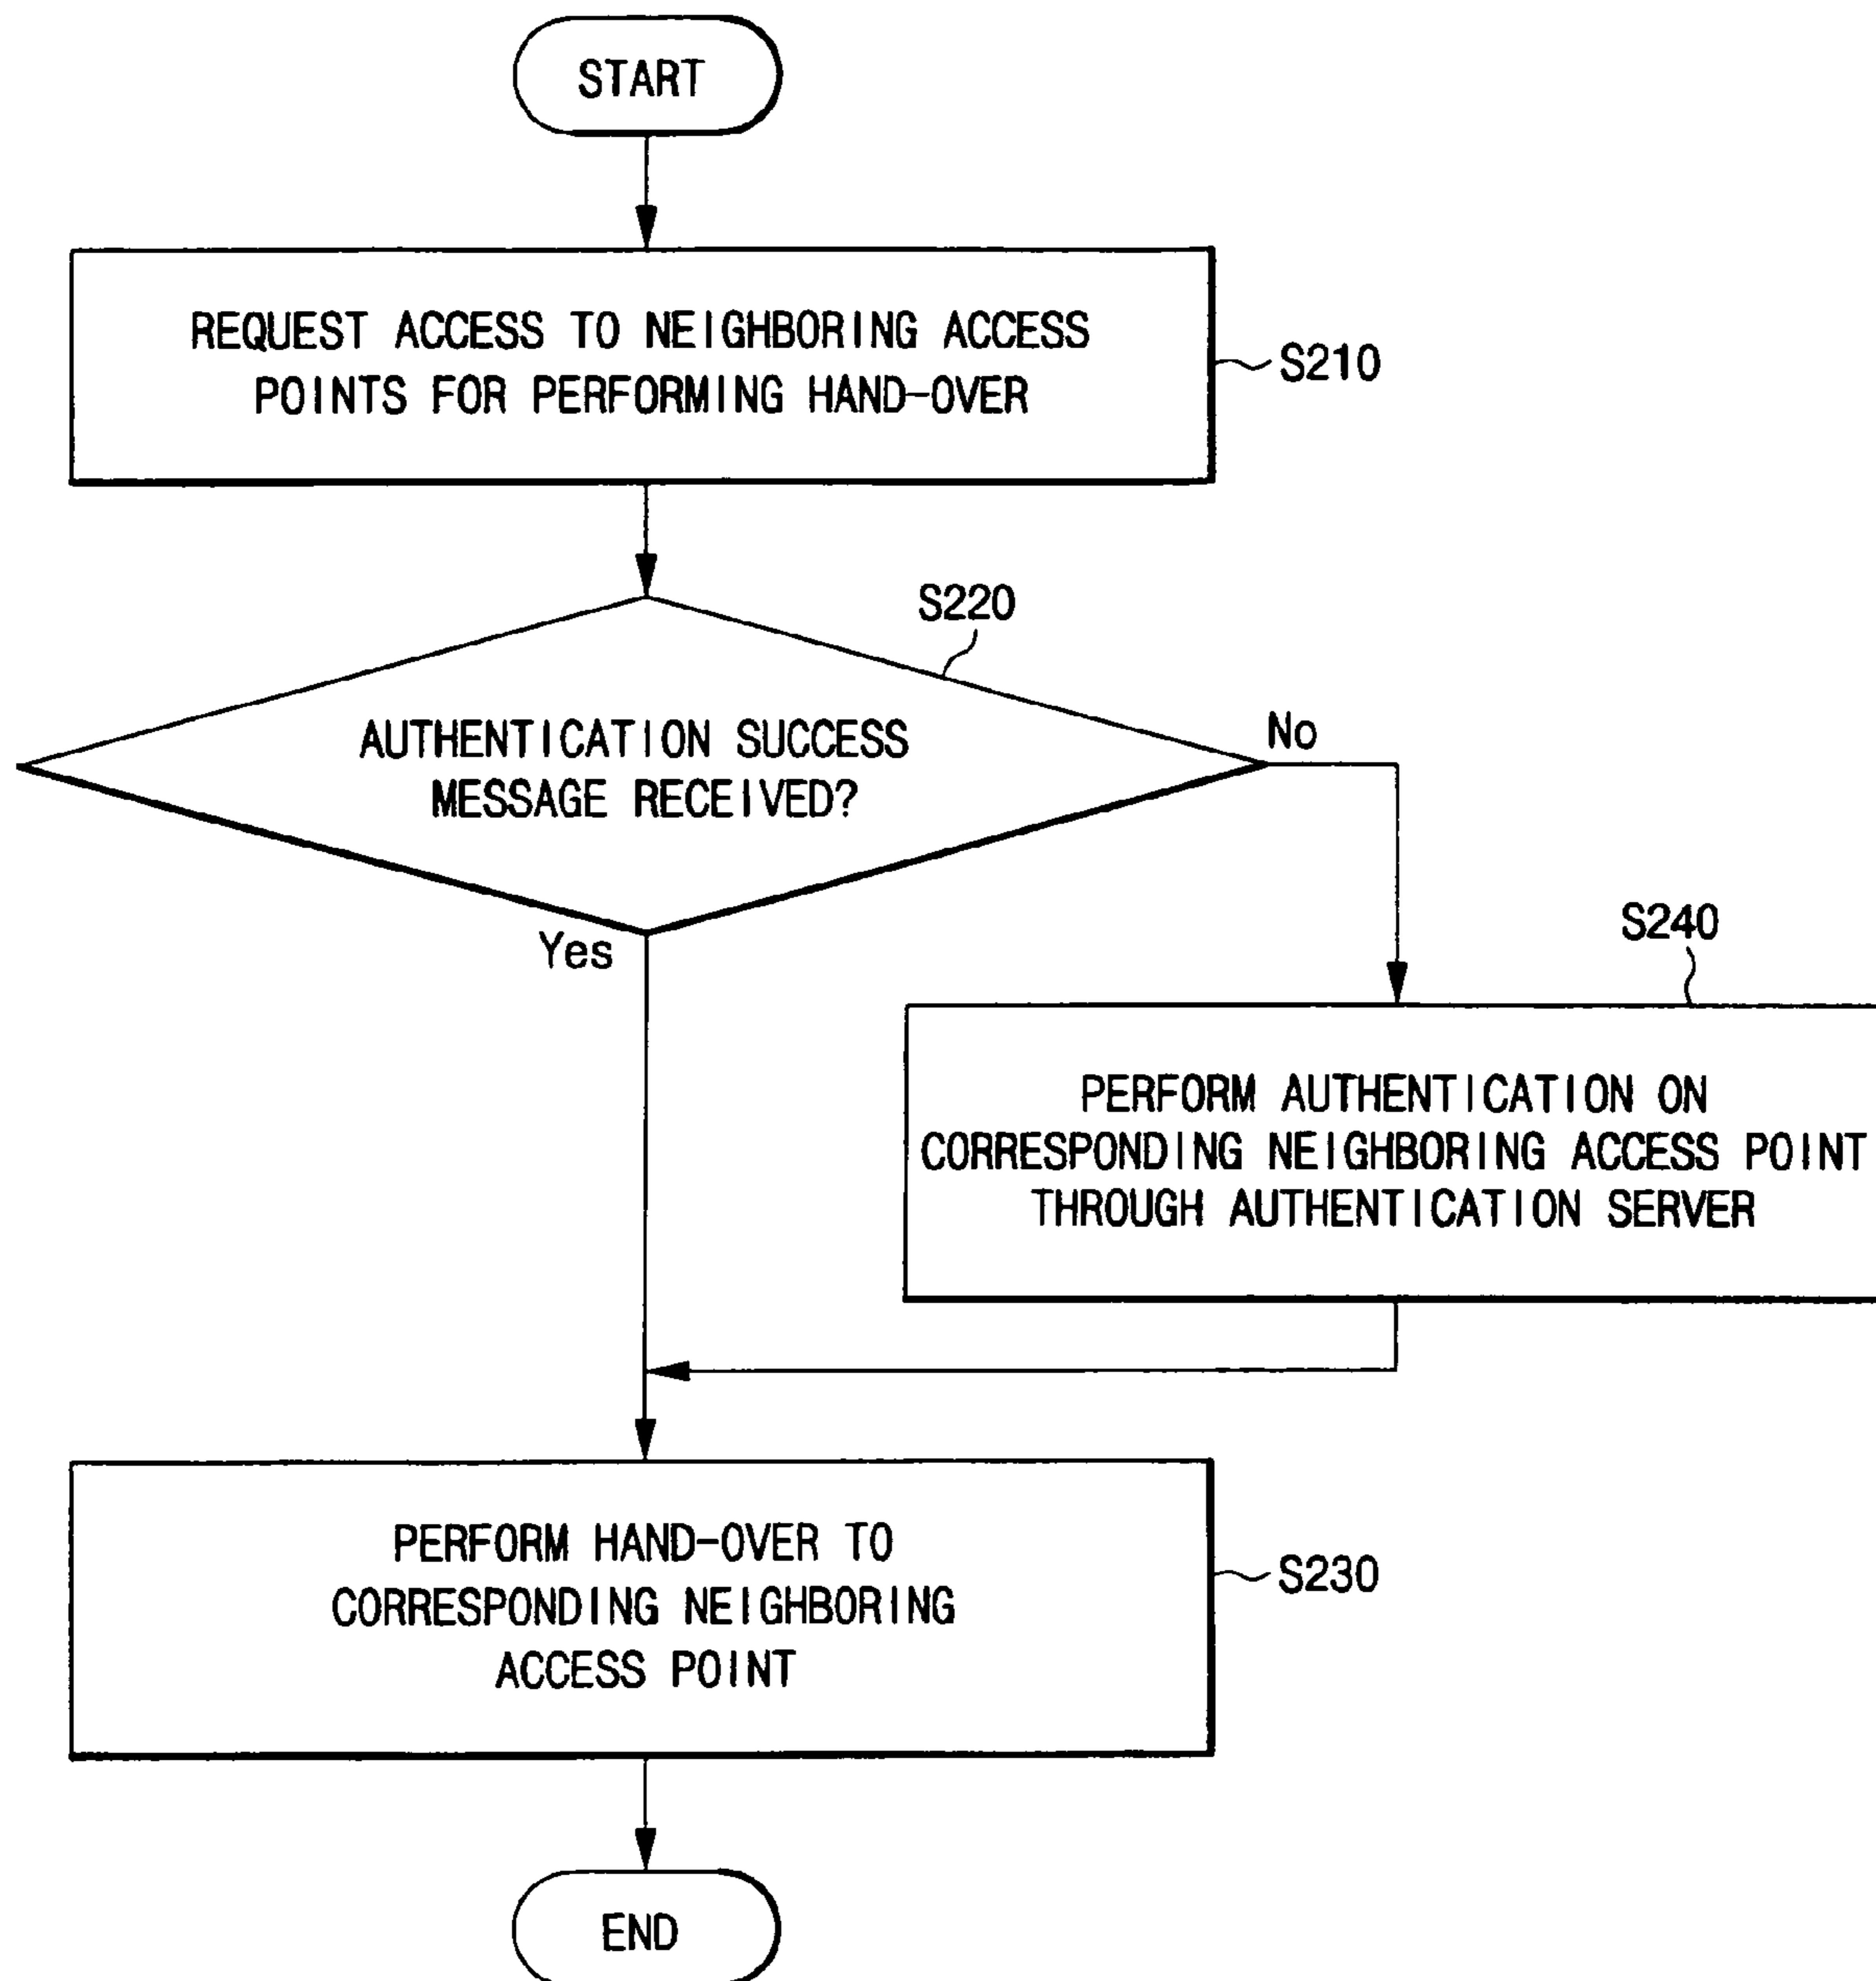 START
REQUEST ACCESS TO NEIGHBORING ACCESS
POINTS FOR PERFORMING HAND-OVER
S210
S220
AUTHENTICATION SUCCESS
MESSAGE RECEIVED?
No
Yes
S240
PERFORM AUTHENTICATION ON
CORRESPONDING NEIGHBORING ACCESS POINT
THROUGH AUTHENTICATION SERVER
PERFORM HAND-OVER TO
CORRESPONDING NEIGHBORING
ACCESS POINT
S230
END